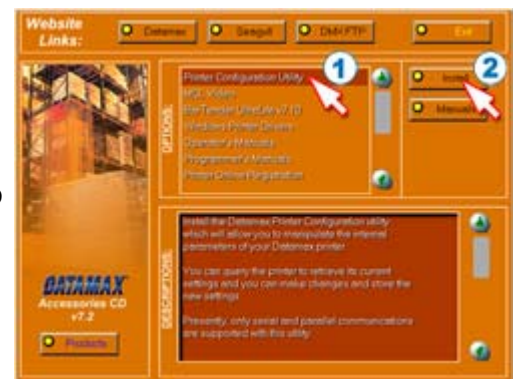 Website
Links:
Datamax
Seagull
DMX FTP
Exit
OPTIONS:
Printer Configuration Utility
MCL Video
BarTender UltraLite v7.10
Windows Printer Drivers
Operator's Manuals
Programmer's Manuals
Printer Online Registration
1
Install
2
Manuals
DATAMAX
Accessories CD
v7.2
Products
DESCRIPTIONS:
Install the Datamax Printer Configuration utility
which will allow you to manipulate the internal
parameters of your Datamax printer.
You can query the printer to retrieve its current
settings and you can make changes and store the
new settings.
Presently, only serial and parallel communications
are supported with this utility.